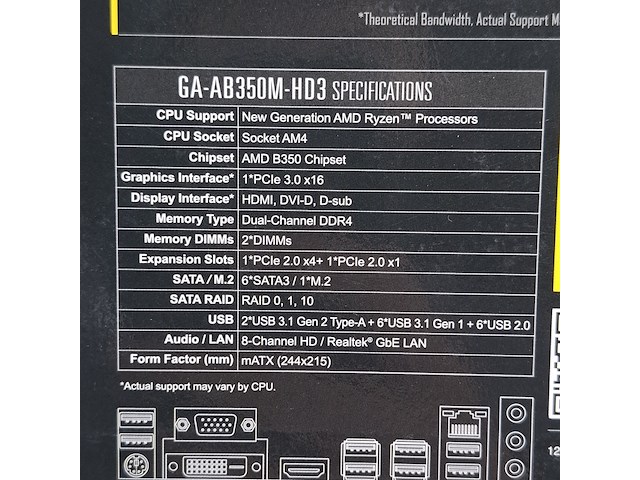 *Theoretical Bandwidth, Actual Support M
GA-AB350M-HD3 SPECIFICATIONS
CPU Support New Generation AMD Ryzen™ Processors
CPU Socket Socket AM4
Chipset AMD B350 Chipset
Graphics Interface* 1*PCIe 3.0 x16
Display Interface* HDMI, DVI-D, D-sub
Memory Type Dual-Channel DDR4
Memory DIMMs 2*DIMMs
Expansion Slots 1*PCIe 2.0 x4+ 1*PCIe 2.0 x1
SATA / M.2 6*SATA3 / 1*M.2
SATA RAID RAID 0, 1, 10
USB 2*USB 3.1 Gen 2 Type-A + 6*USB 3.1 Gen 1 + 6*USB 2.0
Audio / LAN 8-Channel HD / Realtek® GbE LAN
Form Factor (mm) mATX (244x215)
*Actual support may vary by CPU.
12